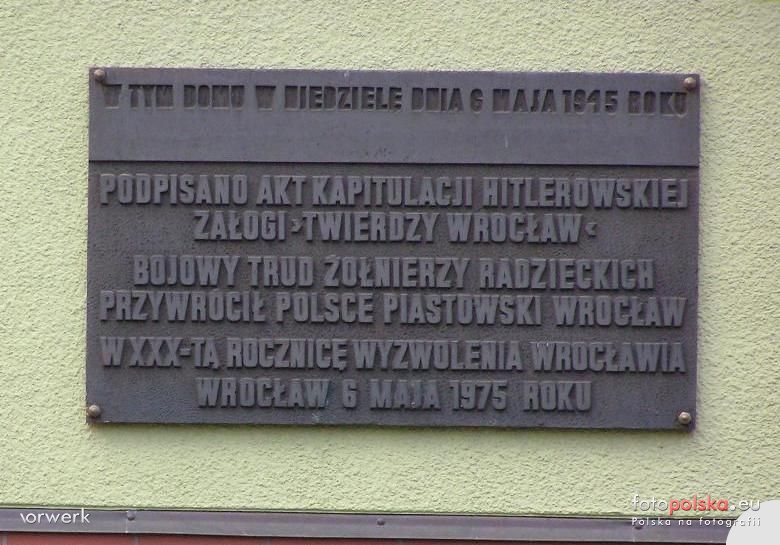 W TYM DOMU W NIEDZIELĘ DNIA 6 MAJA 1945 ROKU
PODPISANO AKT KAPITULACJI HITLEROWSKIEJ
ZAŁOGI ›TWIERDZY WROCŁAW‹
BOJOWY TRUD ŻOŁNIERZY RADZIECKICH
PRZYWRÓCIŁ POLSCE PIASTOWSKI WROCŁAW
W XXX-TĄ ROCZNICĘ WYZWOLENIA WROCŁAWIA
WROCŁAW 6 MAJA 1975 ROKU
vorwerk
fotopolska.eu
Polska na fotografii